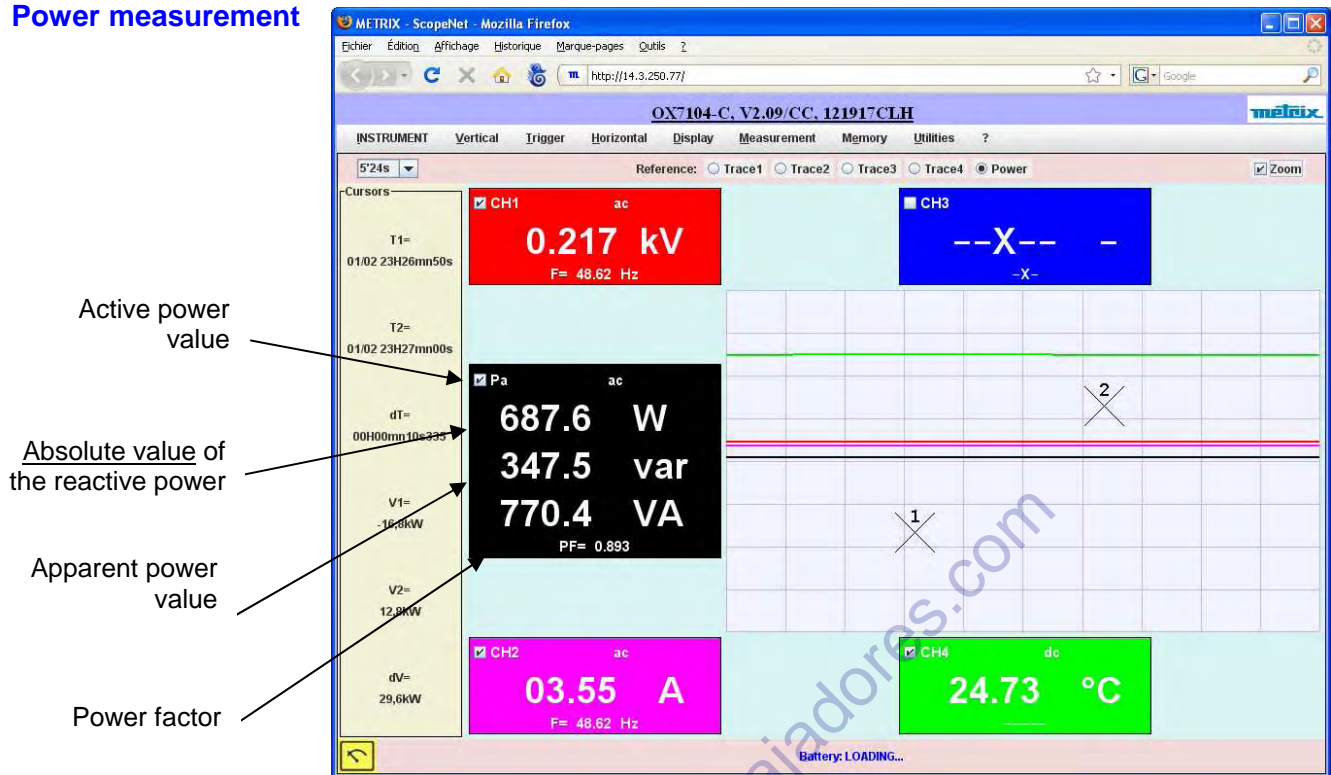 Power measurement
METRIX - ScopeNet - Mozilla Firefox
Eichier Édition Affichage Historique Marque-pages Outils ?
http://14.3.250.77/
Google
OX7104-C, V2.09/CC, 121917CLH
metrix
INSTRUMENT Vertical Trigger Horizontal Display Measurement Memory Utilities ?
5'24s Reference: Trace1 Trace2 Trace3 Trace4 Power Zoom
Cursors
T1=
01/02 23H26mn50s
T2=
01/02 23H27mn00s
dT=
00H00mn10s335
V1=
-16,8kW
V2=
12,8kW
dV=
29,6kW
CH1 ac
0.217 kV
F= 48.62 Hz
CH3
--X-- -
-X-
Pa ac
687.6 W
347.5 var
770.4 VA
PF= 0.893
2
1
CH2 ac
03.55 A
F= 48.62 Hz
CH4 dc
24.73 °C
Battery: LOADING...
Active power
value
Absolute value of
the reactive power
Apparent power
value
Power factor